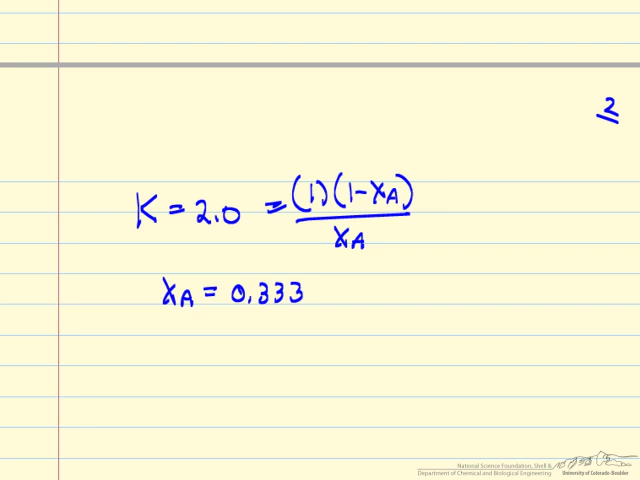 2
K = 2.0 = (1)(1-XA) / XA
XA = 0.333
National Science Foundation, Shell &
Department of Chemical and Biological Engineering
University of Colorado-Boulder